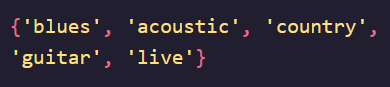 {'blues', 'acoustic', 'country',
'guitar', 'live'}